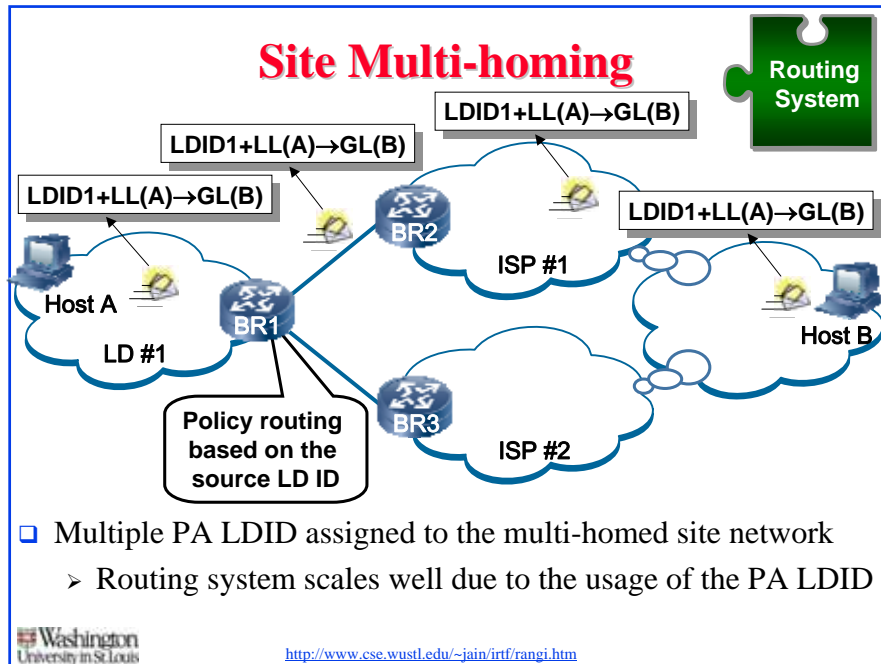 Site Multi-homing
Routing
System
LDID1+LL(A)→GL(B)
LDID1+LL(A)→GL(B)
LDID1+LL(A)→GL(B)
LDID1+LL(A)→GL(B)
BR2
ISP #1
Host A
BR1
LD #1
Host B
Policy routing
based on the
source LD ID
BR3
ISP #2
Multiple PA LDID assigned to the multi-homed site network
Routing system scales well due to the usage of the PA LDID
Washington
University in St. Louis
http://www.cse.wustl.edu/~jain/irtf/rangi.htm